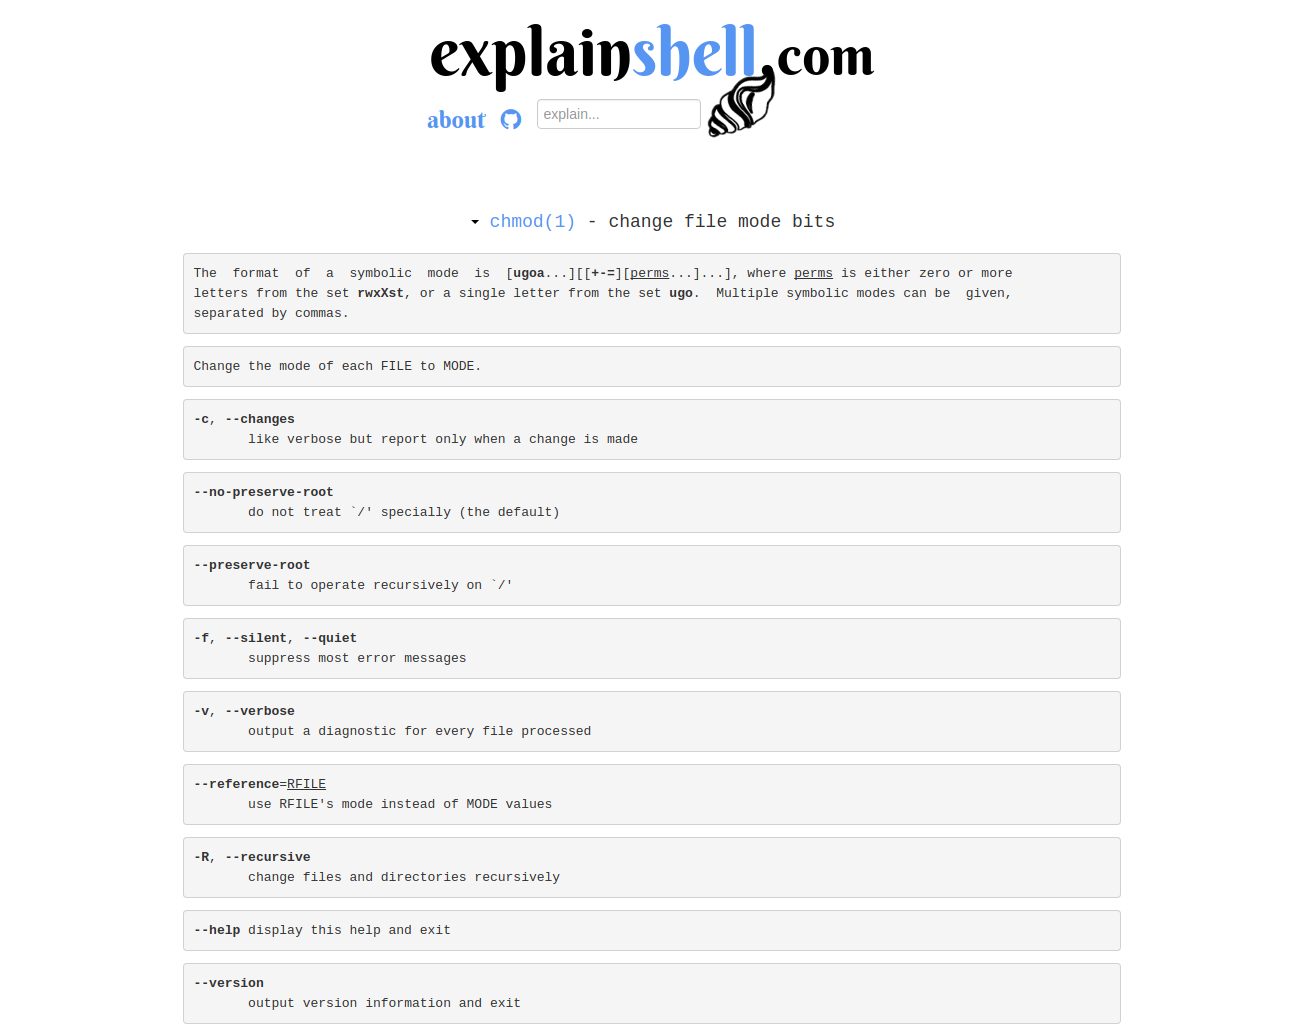 explainshell.com
about explain...
chmod(1) - change file mode bits
The  format  of  a  symbolic  mode  is  [ugoa...][[+-=][perms...]...], where perms is either zero or more
letters from the set rwxXst, or a single letter from the set ugo.  Multiple symbolic modes can be  given,
separated by commas.
Change the mode of each FILE to MODE.
-c, --changes
like verbose but report only when a change is made
--no-preserve-root
do not treat `/' specially (the default)
--preserve-root
fail to operate recursively on `/'
-f, --silent, --quiet
suppress most error messages
-v, --verbose
output a diagnostic for every file processed
--reference=RFILE
use RFILE's mode instead of MODE values
-R, --recursive
change files and directories recursively
--help display this help and exit
--version
output version information and exit